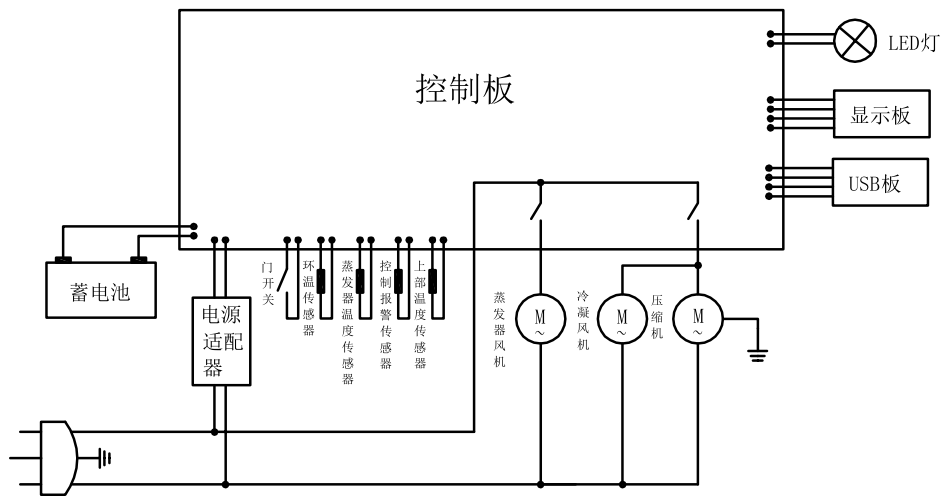 控制板
LED灯
显示板
USB板
蓄电池
电源
适配
器
门开关
环温传感器
蒸发器温度传感器
控制报警传感器
上部温度传感器
蒸发器风机
冷凝风机
压缩机
M
~
M
~
M
~